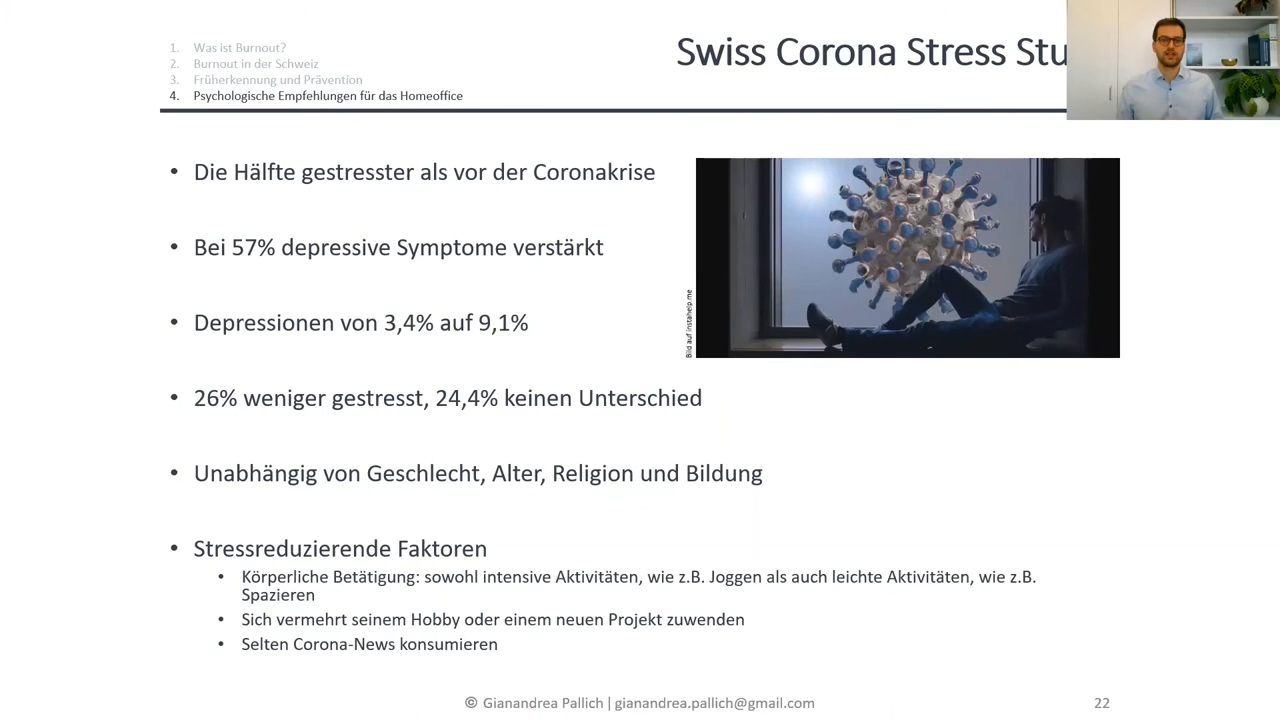 1. Was ist Burnout?
2. Burnout in der Schweiz
3. Früherkennung und Prävention
4. Psychologische Empfehlungen für das Homeoffice
Swiss Corona Stress Stu
• Die Hälfte gestresster als vor der Coronakrise
• Bei 57% depressive Symptome verstärkt
• Depressionen von 3,4% auf 9,1%
Bild auf instahelp.me
• 26% weniger gestresst, 24,4% keinen Unterschied
• Unabhängig von Geschlecht, Alter, Religion und Bildung
• Stressreduzierende Faktoren
• Körperliche Betätigung: sowohl intensive Aktivitäten, wie z.B. Joggen als auch leichte Aktivitäten, wie z.B.
Spazieren
• Sich vermehrt seinem Hobby oder einem neuen Projekt zuwenden
• Selten Corona-News konsumieren
© Gianandrea Pallich | gianandrea.pallich@gmail.com
22